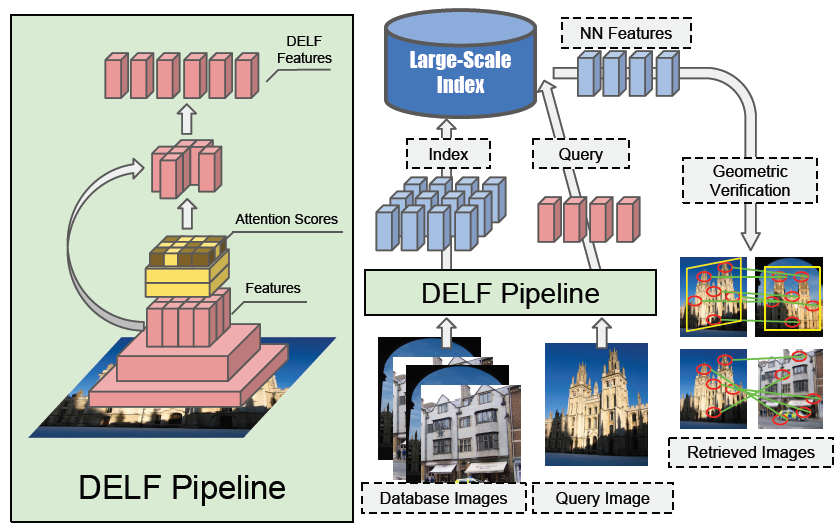 DELF
Features
Attention Scores
Features
DELF Pipeline
Large-Scale
Index
NN Features
Index
Query
Geometric
Verification
DELF Pipeline
Retrieved Images
Database Images
Query Image